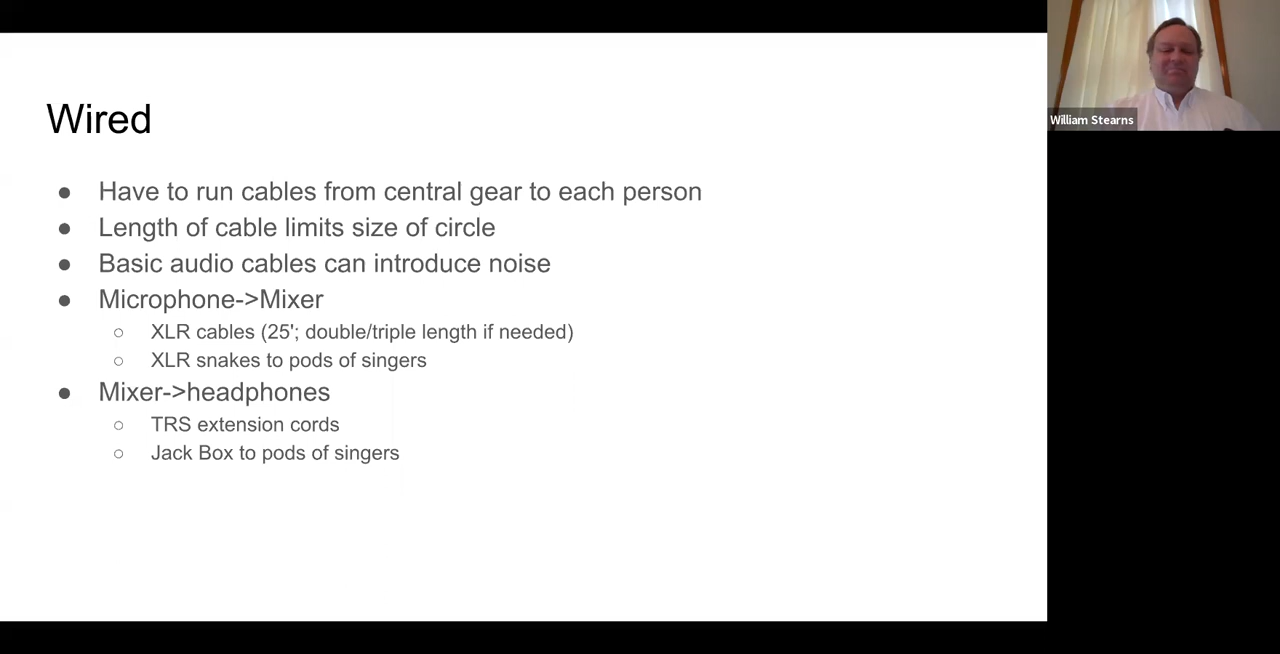 Wired
● Have to run cables from central gear to each person
● Length of cable limits size of circle
● Basic audio cables can introduce noise
● Microphone->Mixer
○ XLR cables (25'; double/triple length if needed)
○ XLR snakes to pods of singers
● Mixer->headphones
○ TRS extension cords
○ Jack Box to pods of singers
William Stearns